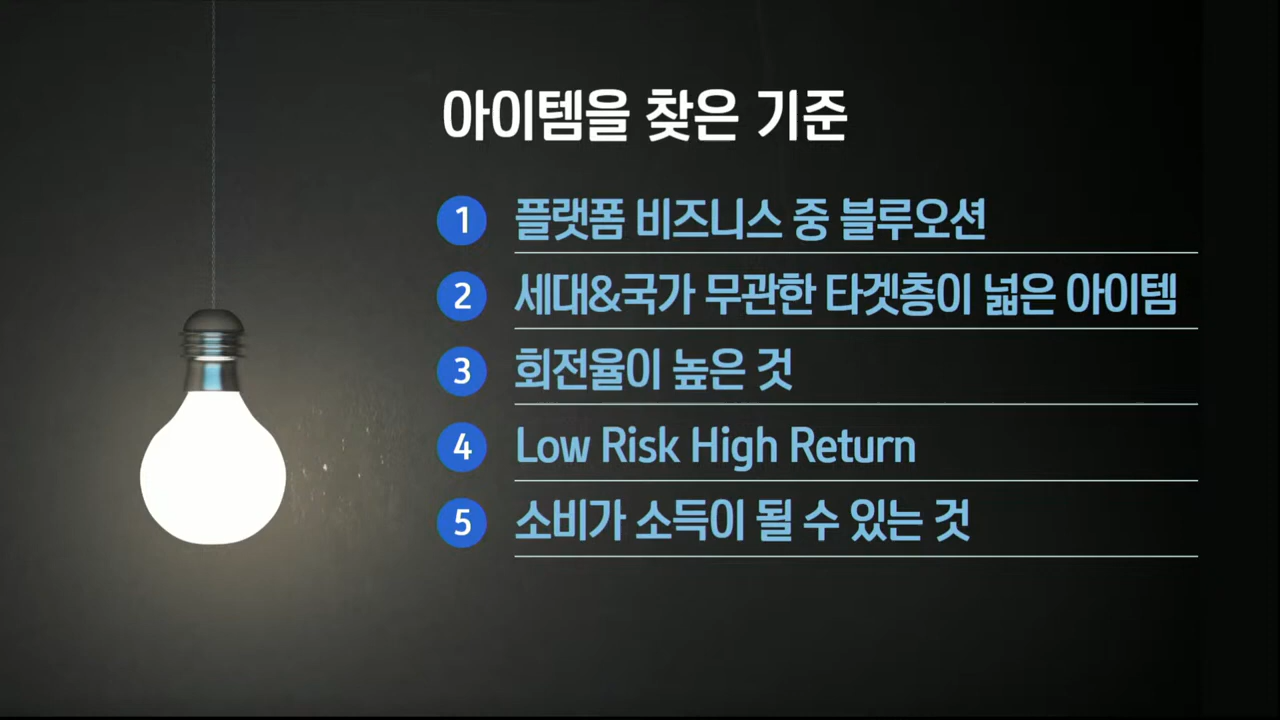 아이템을 찾은 기준
1 플랫폼 비즈니스 중 블루오션
2 세대&국가 무관한 타겟층이 넓은 아이템
3 회전율이 높은 것
4 Low Risk High Return
5 소비가 소득이 될 수 있는 것